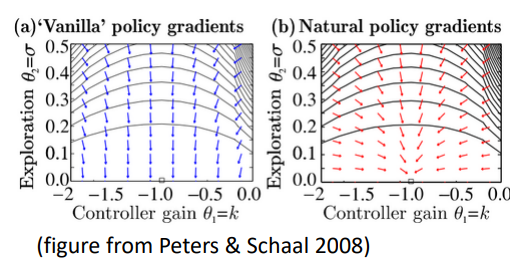 (a)'Vanilla' policy gradients
(b) Natural policy gradients
Exploration θ₂=σ
0.5
0.4
0.3
0.2
0.1
0.0
−2 −1.5 −1.0 −0.5 0.0
Controller gain θ₁=k
Exploration θ₂=σ
0.5
0.4
0.3
0.2
0.1
0.0
−2 −1.5 −1.0 −0.5 0.0
Controller gain θ₁=k
(figure from Peters & Schaal 2008)